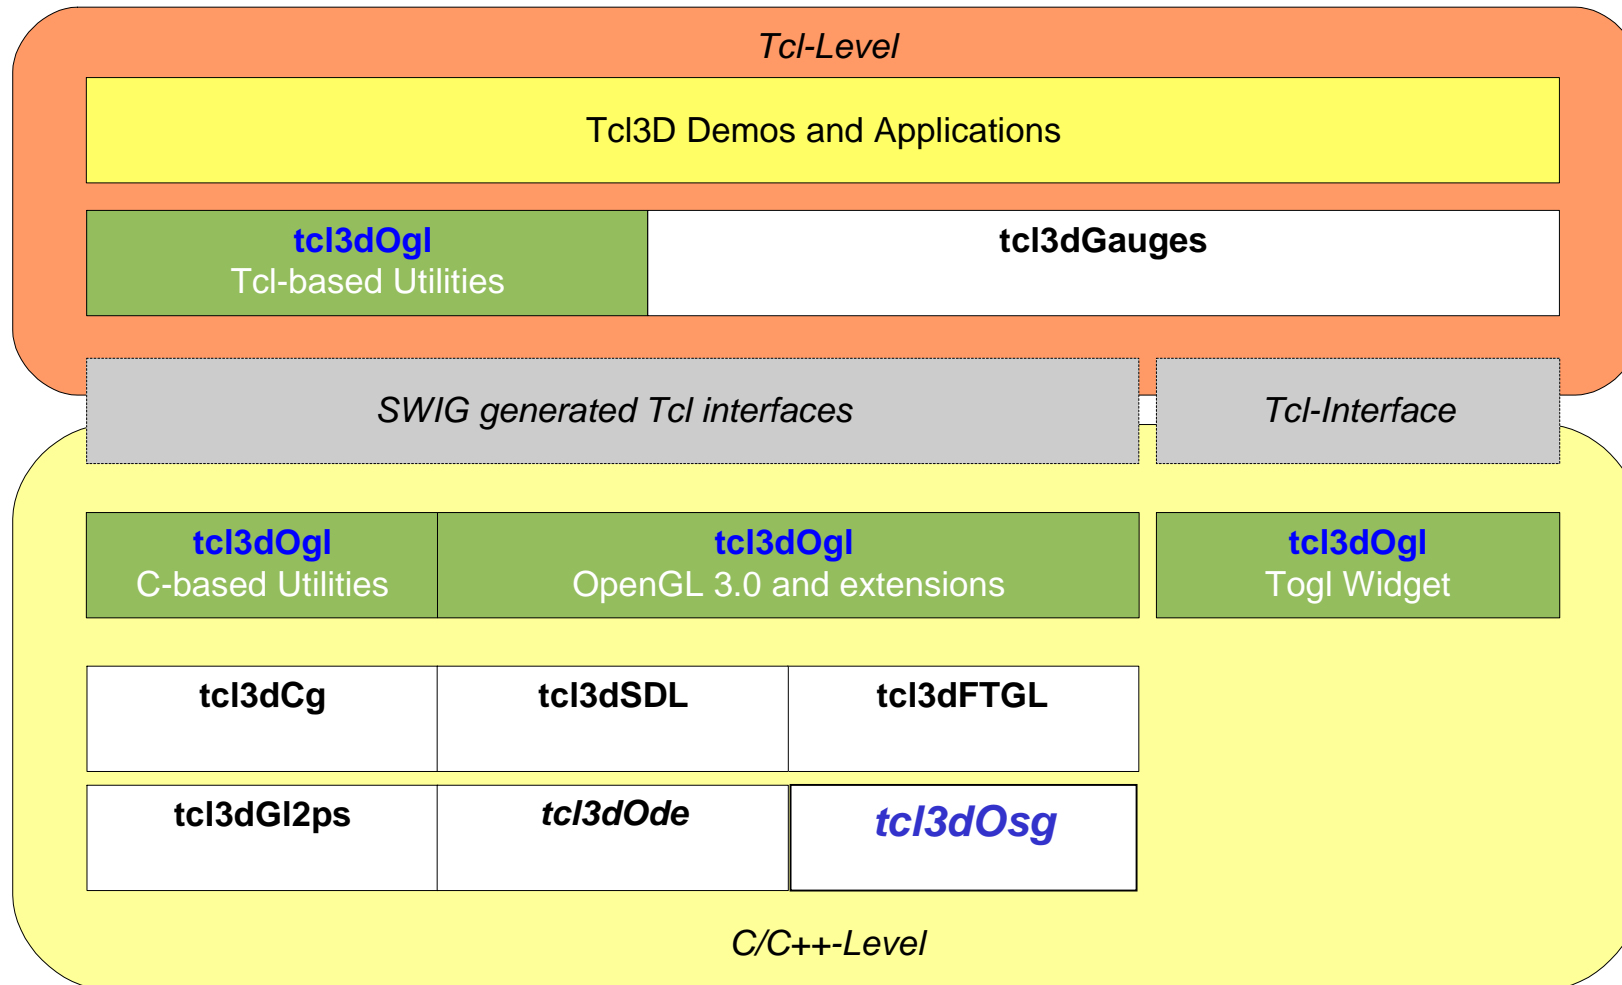 Tcl-Level
Tcl3D Demos and Applications
tcl3dOgl
Tcl-based Utilities
tcl3dGauges
SWIG generated Tcl interfaces
Tcl-Interface
tcl3dOgl
C-based Utilities
tcl3dOgl
OpenGL 3.0 and extensions
tcl3dOgl
Togl Widget
tcl3dCg
tcl3dSDL
tcl3dFTGL
tcl3dGl2ps
tcl3dOde
tcl3dOsg
C/C++-Level